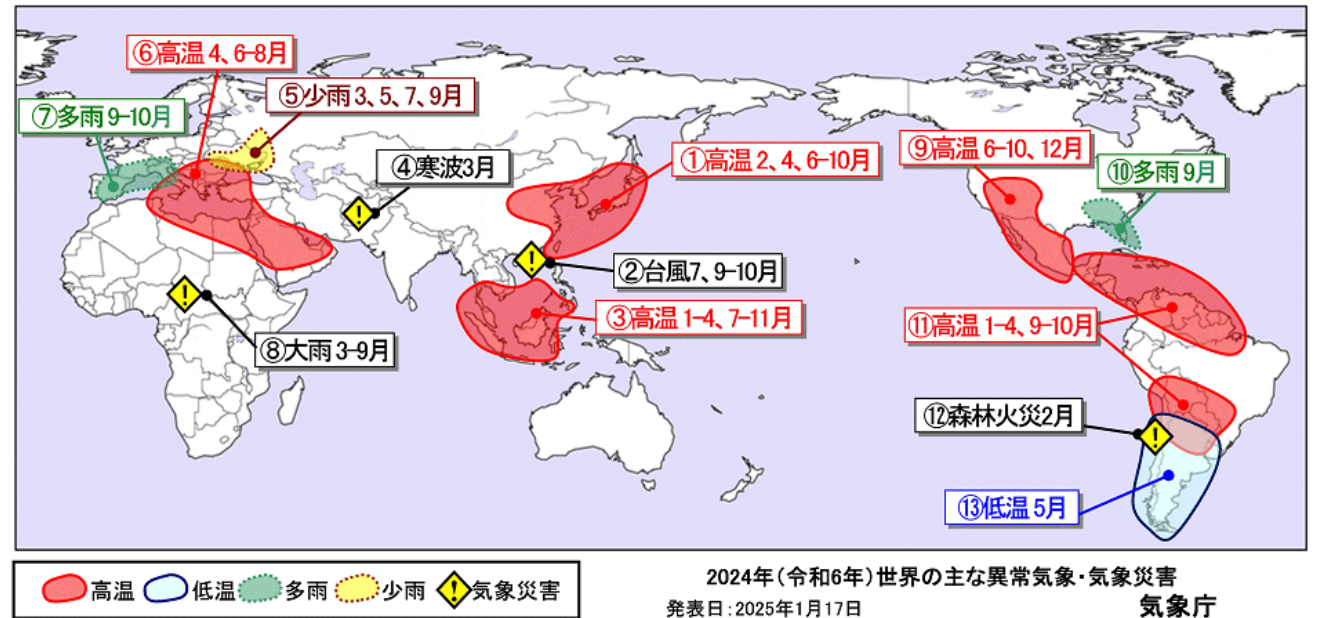 ⑥高温 4、6-8月
⑤少雨 3、5、7、9月
⑦多雨 9-10月
④寒波3月
①高温 2、4、6-10月
⑨高温 6-10、12月
⑩多雨 9月
②台風7、9-10月
③高温 1-4、7-11月
⑪高温 1-4、9-10月
⑧大雨 3-9月
⑫森林火災2月
⑬低温 5月
高温 低温 多雨 少雨 ! 気象災害
2024年(令和6年)世界の主な異常気象・気象災害
発表日:2025年1月17日
気象庁